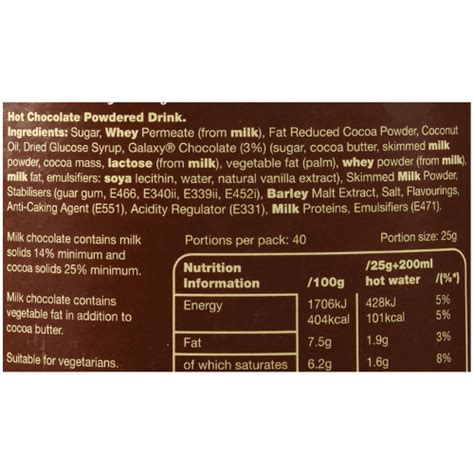 Hot Chocolate Powdered Drink.
Ingredients: Sugar, Whey Permeate (from milk), Fat Reduced Cocoa Powder, Coconut
Oil, Dried Glucose Syrup, Galaxy® Chocolate (3%) (sugar, cocoa butter, skimmed milk
powder, cocoa mass, lactose (from milk), vegetable fat (palm), whey powder (from milk),
milk fat, emulsifiers: soya lecithin, water, natural vanilla extract), Skimmed Milk Powder,
Stabilisers (guar gum, E466, E340ii, E339ii, E452i), Barley Malt Extract, Salt, Flavourings,
Anti-Caking Agent (E551), Acidity Regulator (E331), Milk Proteins, Emulsifiers (E471).
Milk chocolate contains milk
solids 14% minimum and
cocoa solids 25% minimum.
Milk chocolate contains
vegetable fat in addition to
cocoa butter.
Suitable for vegetarians.
Portions per pack: 40 Portion size: 25g
Nutrition
Information /100g /25g+200ml
hot water /(%*)
Energy 1706kJ 428kJ 5%
404kcal 101kcal 5%
Fat 7.5g 1.9g 3%
of which saturates 6.2g 1.6g 8%